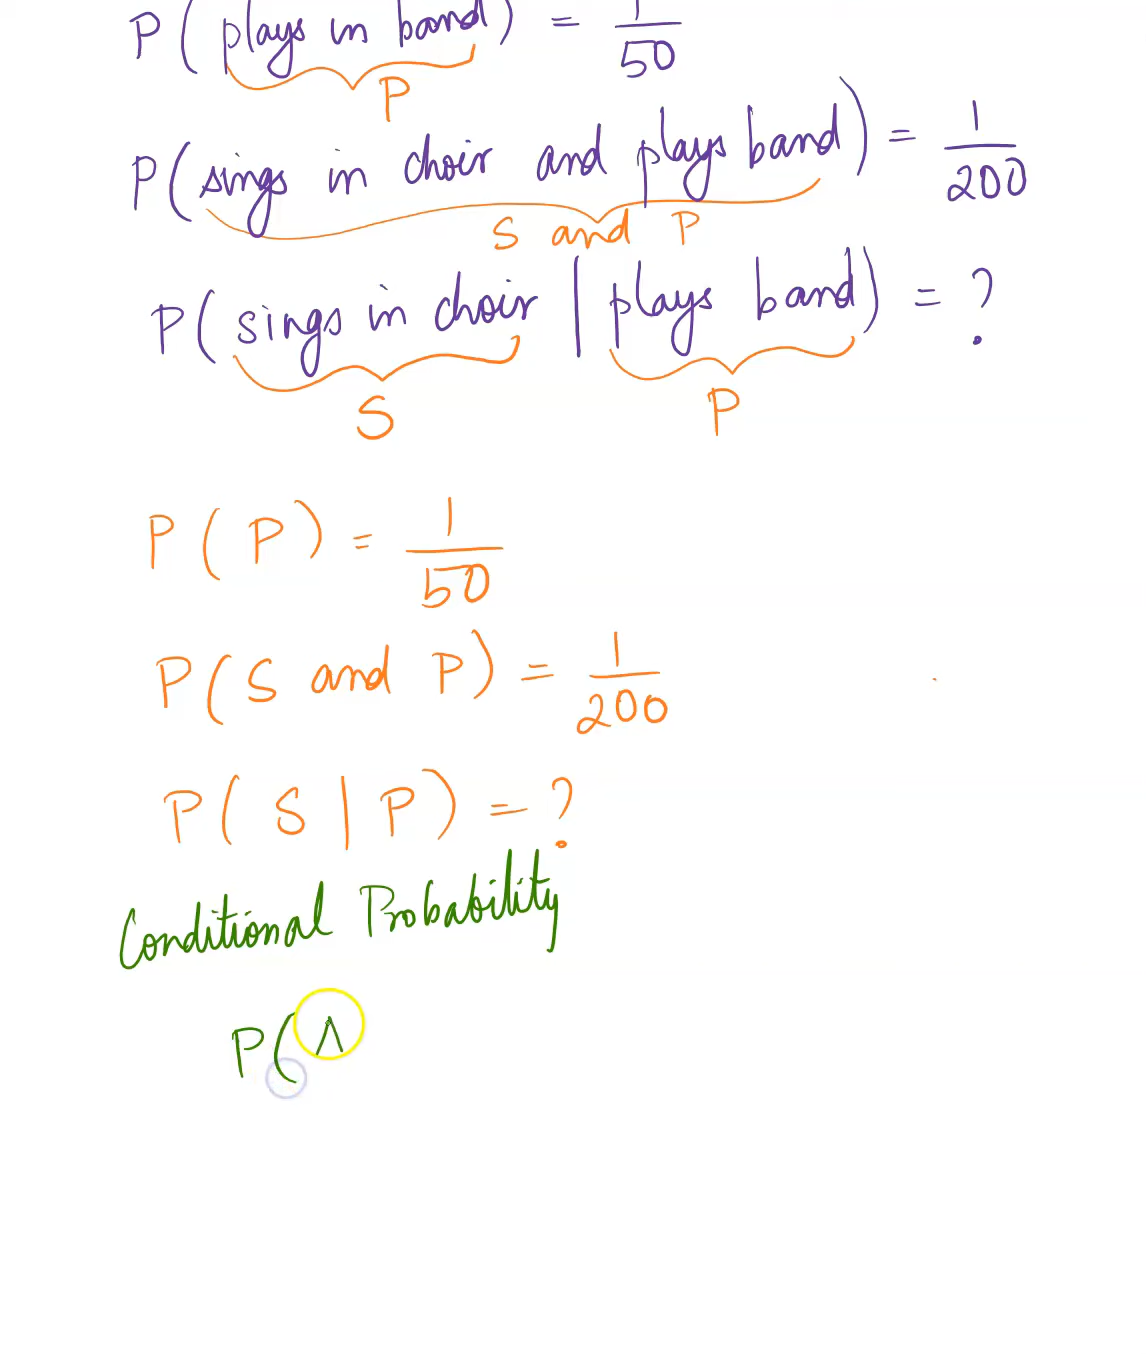 P(plays in band) = 1/50
P
P(sings in choir and plays band) = 1/200
S and P
P(sings in choir | plays band) = ?
S P
P(P) = 1/50
P(S and P) = 1/200
P(S | P) = ?
Conditional Probability
P(